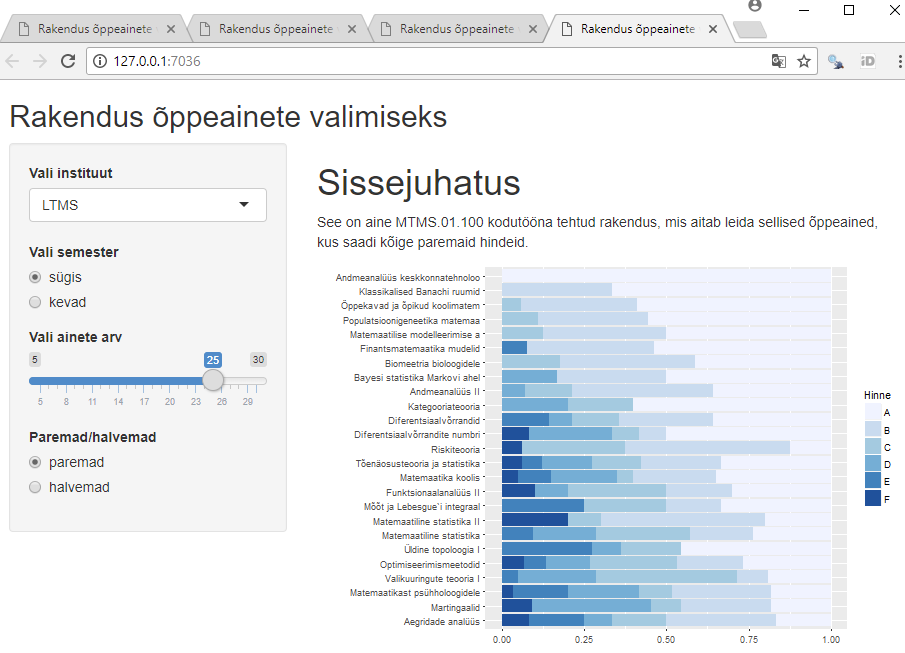 Rakendus õppeainete
Rakendus õppeainete
Rakendus õppeainete
Rakendus õppeainete
127.0.0.1:7036
iD
Rakendus õppeainete valimiseks
Vali instituut
LTMS
Vali semester
sügis
kevad
Vali ainete arv
5 25 30
5 8 11 14 17 20 23 26 29
Paremad/halvemad
paremad
halvemad
Sissejuhatus
See on aine MTMS.01.100 kodutööna tehtud rakendus, mis aitab leida sellised õppeained,
kus saadi kõige paremaid hindeid.
Andmeanalüüs keskkonnatehnoloo
Klassikalised Banachi ruumid
Õppekavad ja õpikud koolimatem
Populatsioonigeneetika matemaa
Matemaatilise modelleerimise a
Finantsmatemaatika mudelid
Biomeetria bioloogidele
Bayesi statistika Markovi ahel
Andmeanalüüs II
Kategooriateooria
Diferentsiaalvõrrandid
Diferentsiaalvõrrandite numbri
Riskiteooria
Tõenäosusteooria ja statistika
Matemaatika koolis
Funktsionaalanalüüs II
Mõõt ja Lebesgue'i integraal
Matemaatiline statistika II
Matemaatiline statistika
Üldine topoloogia I
Optimiseerimismeetodid
Valikuuringute teooria I
Matemaatikast psühholoogidele
Martingaalid
Aegridade analüüs
0.00 0.25 0.50 0.75 1.00
Hinne
A
B
C
D
E
F